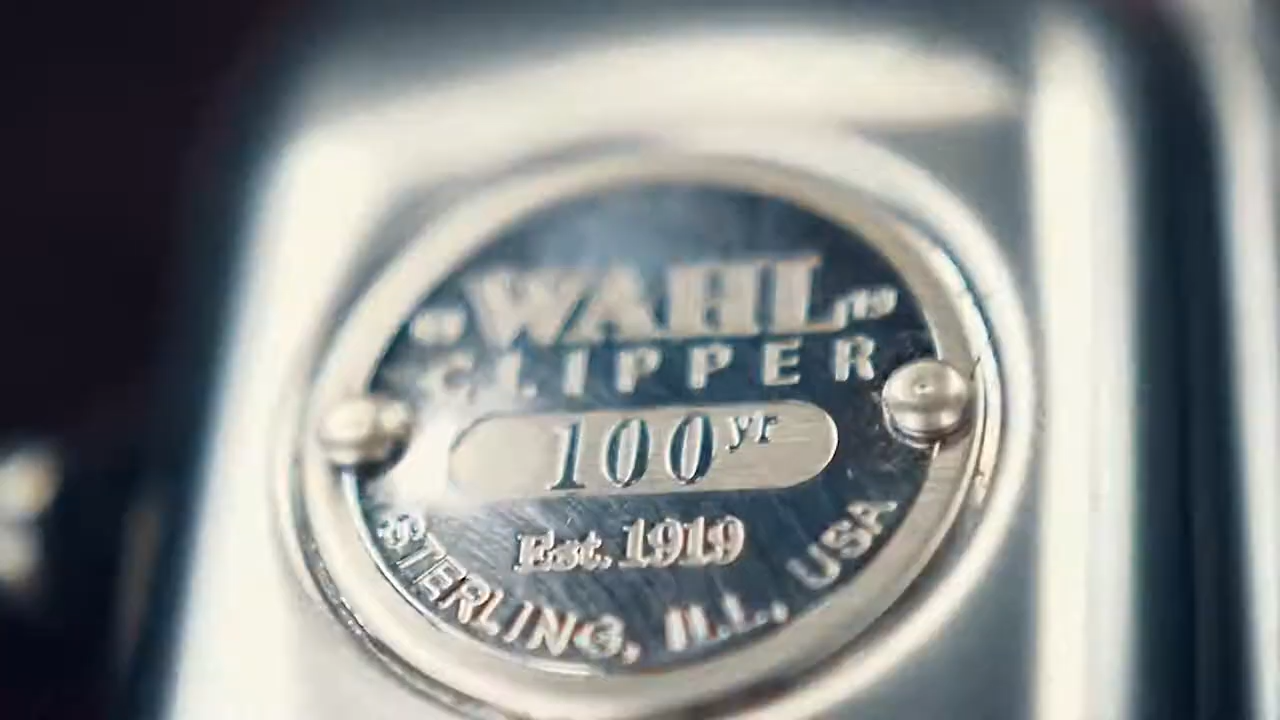 WAHL
CLIPPER
100yr
Est. 1919
STERLING, ILL., USA